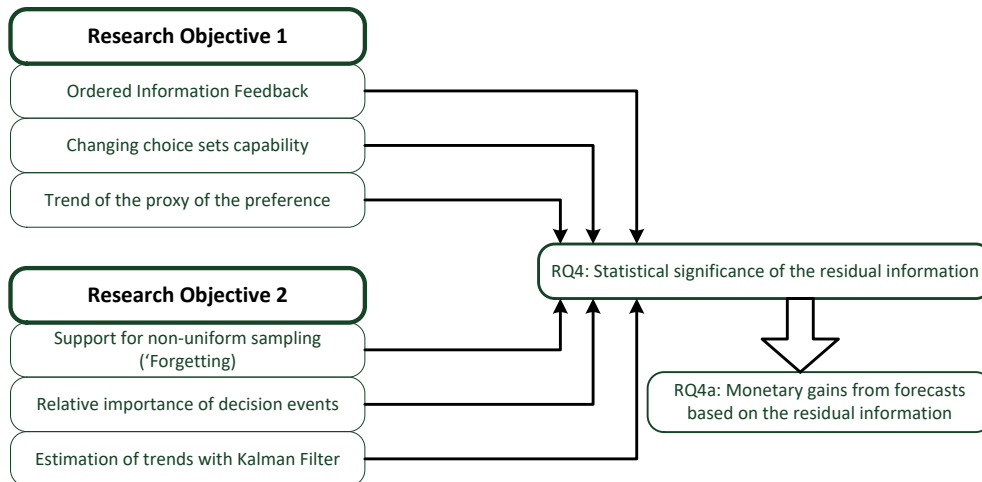 Research Objective 1
Ordered Information Feedback
Changing choice sets capability
Trend of the proxy of the preference
Research Objective 2
Support for non-uniform sampling
(‘Forgetting)
Relative importance of decision events
Estimation of trends with Kalman Filter
RQ4: Statistical significance of the residual information
RQ4a: Monetary gains from forecasts
based on the residual information